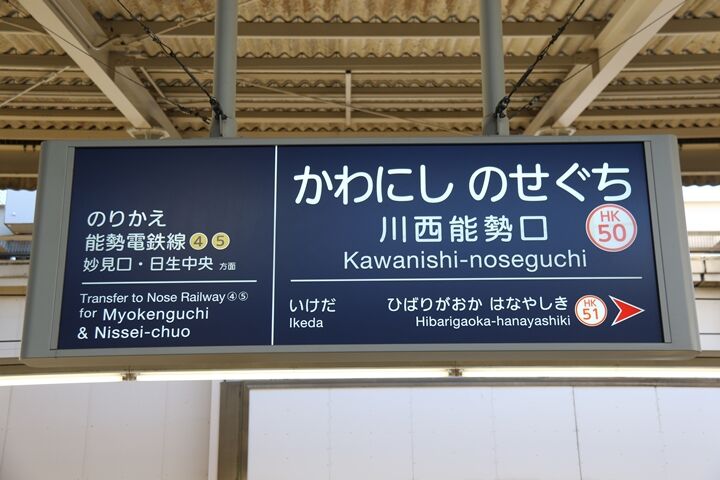 のりかえ
能勢電鉄線④⑤
妙見口・日生中央 方面
Transfer to Nose Railway④⑤
for Myokenguchi
& Nissei-chuo
かわにし のせぐち
川西能勢口
HK
50
Kawanishi-noseguchi
いけだ
Ikeda
ひばりがおか はなやしき
Hibarigaoka-hanayashiki
HK
51